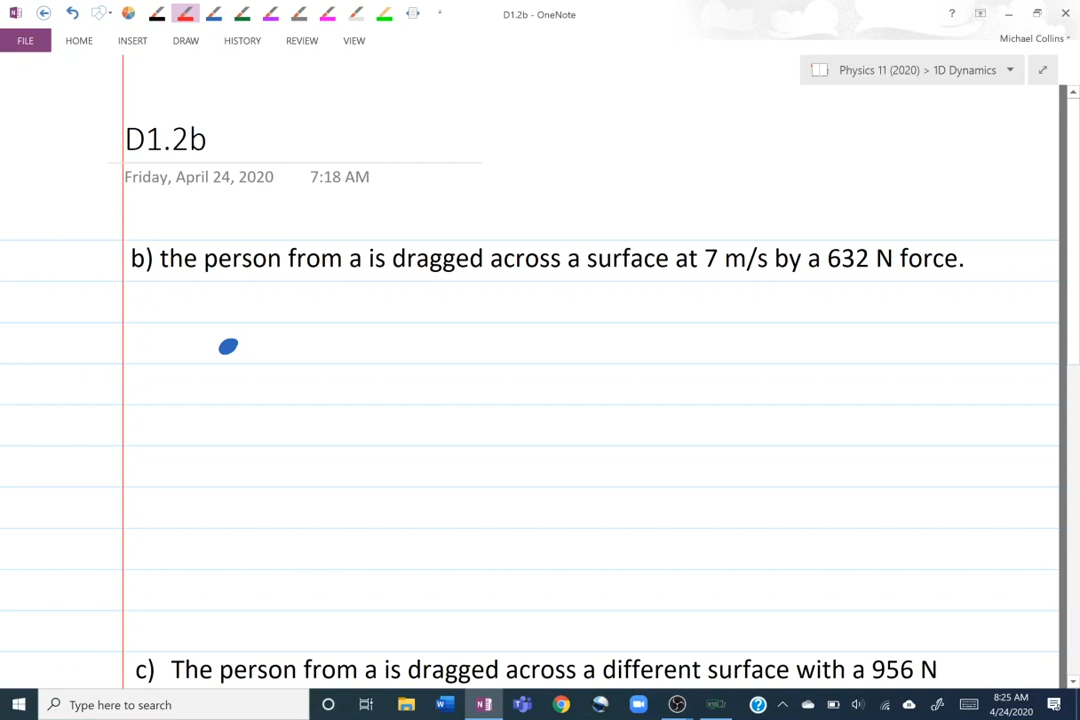 D1.2b - OneNote
?
FILE HOME INSERT DRAW HISTORY REVIEW VIEW
Michael Collins
Physics 11 (2020) > 1D Dynamics
D1.2b
Friday, April 24, 2020 7:18 AM
b) the person from a is dragged across a surface at 7 m/s by a 632 N force.
c) The person from a is dragged across a different surface with a 956 N
Type here to search
8:25 AM
4/24/2020